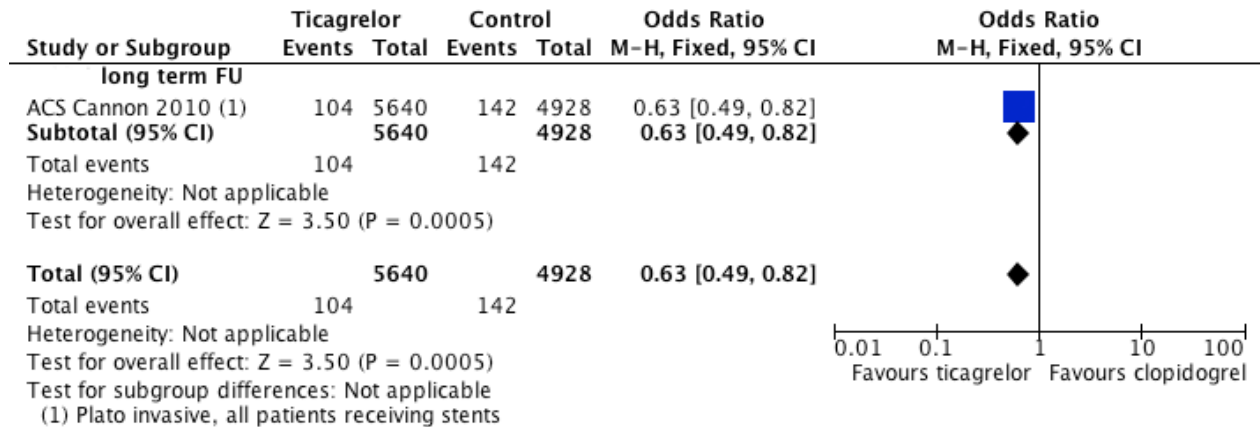 Ticagrelor Control Odds Ratio Odds Ratio
Study or Subgroup Events Total Events Total M-H, Fixed, 95% CI M-H, Fixed, 95% CI
long term FU
ACS Cannon 2010 (1) 104 5640 142 4928 0.63 [0.49, 0.82]
Subtotal (95% CI) 5640 4928 0.63 [0.49, 0.82]
Total events 104 142
Heterogeneity: Not applicable
Test for overall effect: Z = 3.50 (P = 0.0005)
Total (95% CI) 5640 4928 0.63 [0.49, 0.82]
Total events 104 142
Heterogeneity: Not applicable
Test for overall effect: Z = 3.50 (P = 0.0005)
Test for subgroup differences: Not applicable
(1) Plato invasive, all patients receiving stents
0.01 0.1 1 10 100
Favours ticagrelor Favours clopidogrel